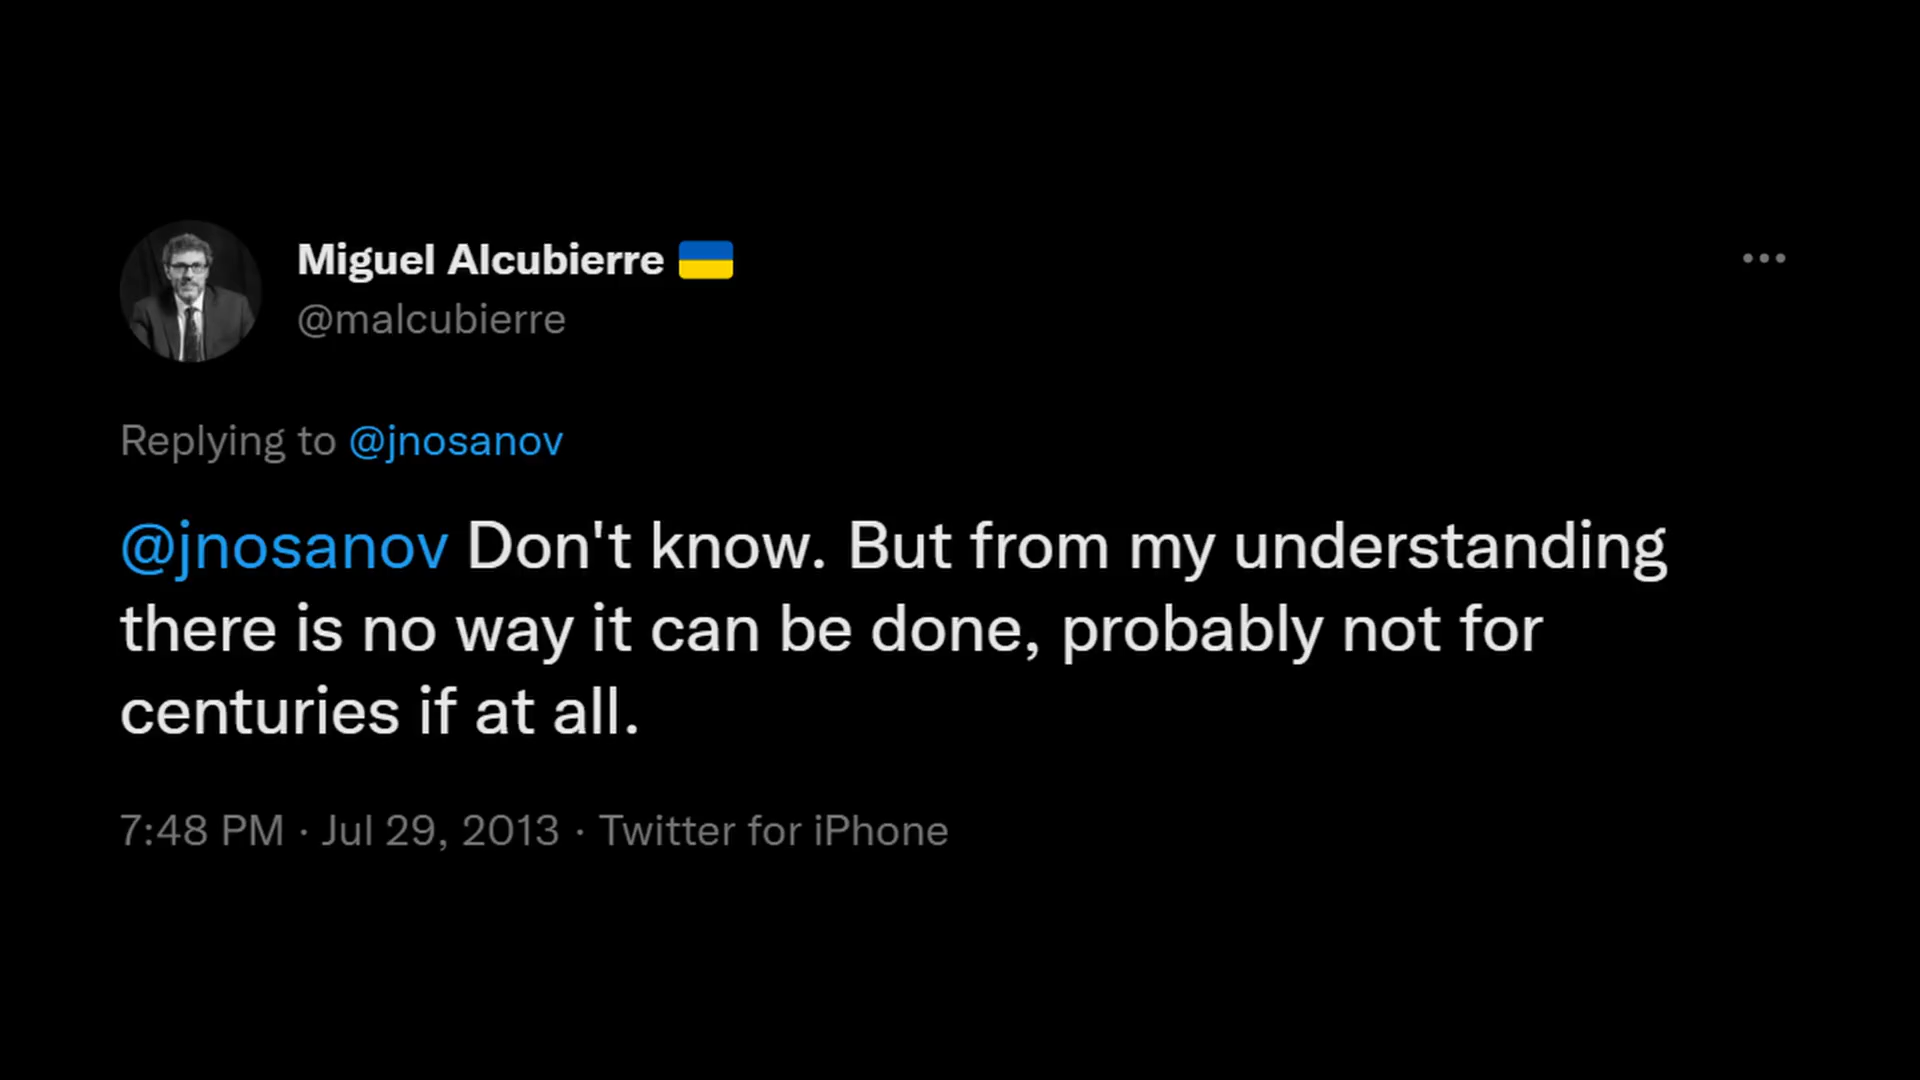 Miguel Alcubierre 🇺🇦
@malcubierre
Replying to @jnosanov
@jnosanov Don't know. But from my understanding
there is no way it can be done, probably not for
centuries if at all.
7:48 PM · Jul 29, 2013 · Twitter for iPhone